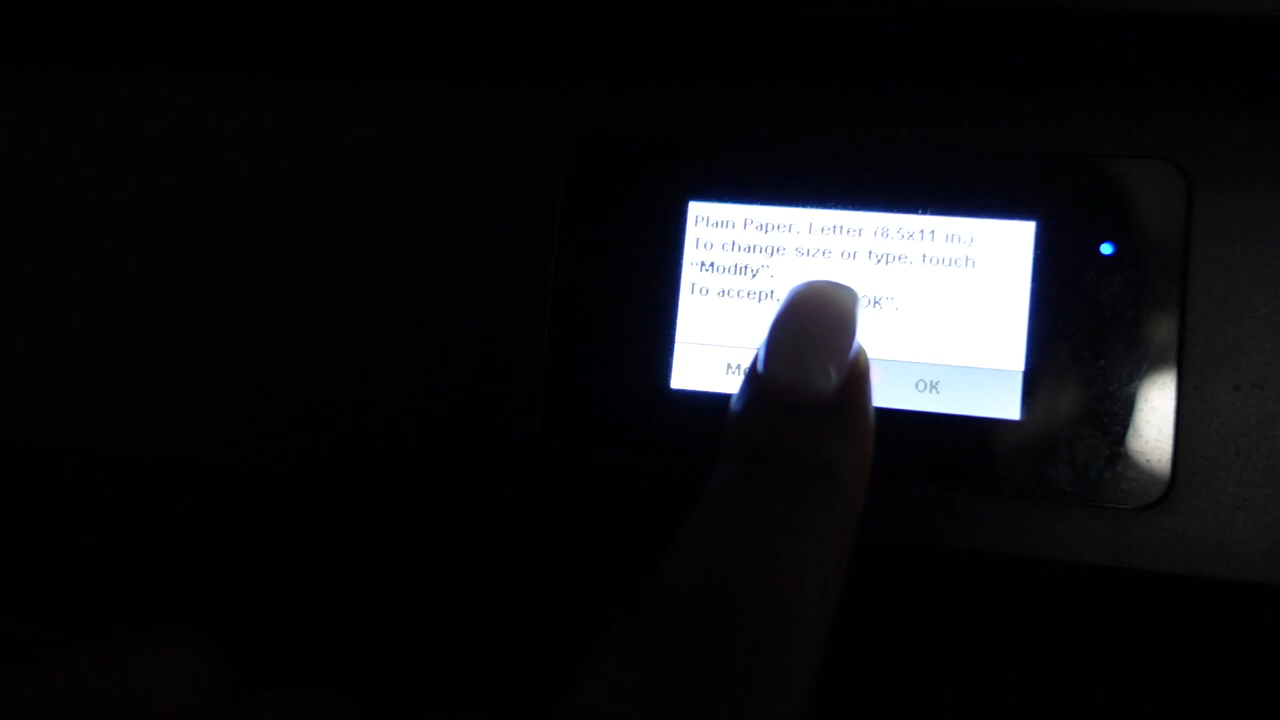 Plain Paper, Letter (8.5x11 in.)
To change size or type, touch
“Modify”.
To accept, OK”.
OK